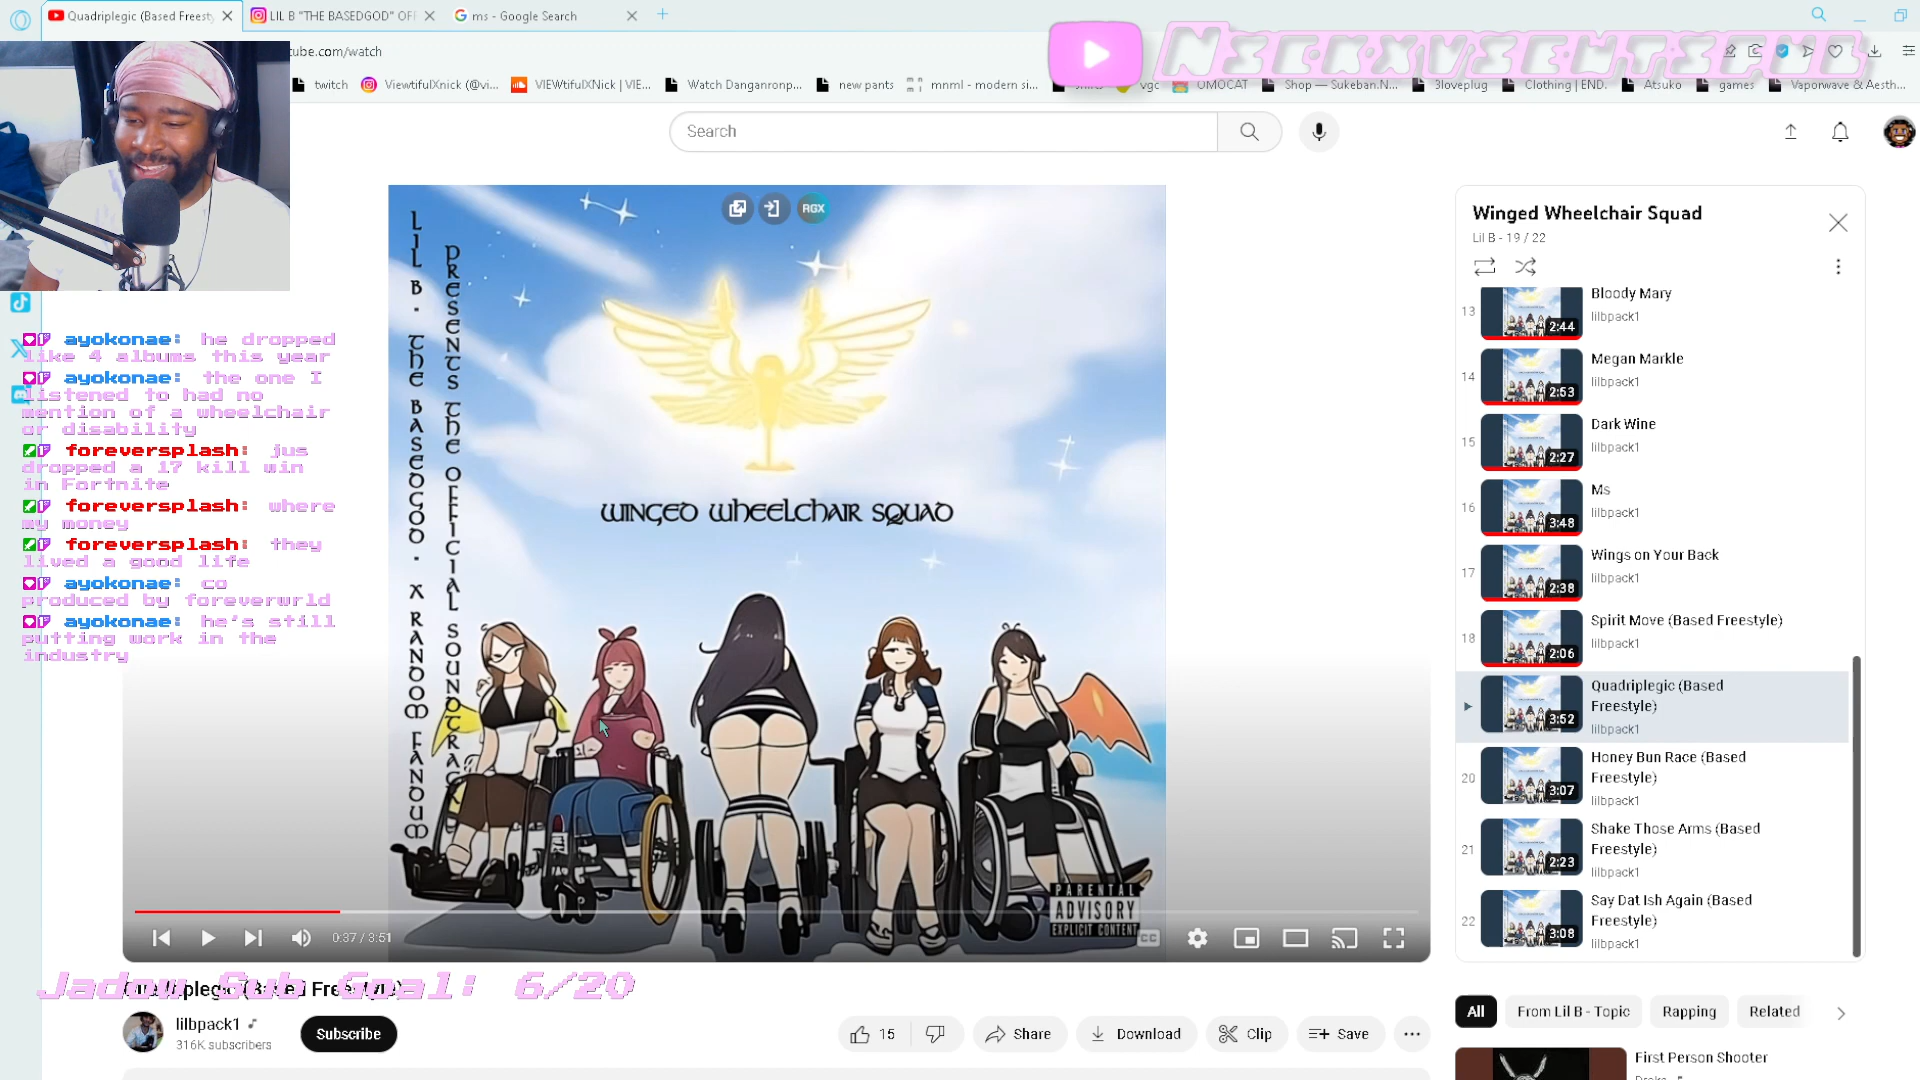 Quadriplegic (Based Freesty
LIL B "THE BASEDGOD" OFF
ms - Google Search
tube.com/watch
twitch
ViewtifulXnick (@vi...
VIEWtifulXNick | VIE...
Watch Danganronp...
new pants
mnml - modern si...
vgc
OMOCAT
Shop — Sukeban.N...
3loveplug
Clothing | END.
Atsuko
games
Vaporwave & Aesth...
Search
RGX
LIL B · THE BASEDGOD · X RANDOM FANDUM
PRESENTS THE OFFICIAL SOUNDTRACK
WINGED WHEELCHAIR SQUAD
PARENTAL
ADVISORY
EXPLICIT CONTENT
ayokonae: he dropped
like 4 albums this year
ayokonae: the one I
listened to had no
mention of a wheelchair
or disability
foreversplash: jus
dropped a 17 kill win
in Fortnite
foreversplash: where
my money
foreversplash: they
lived a good life
ayokonae: co
produced by foreverwrld
ayokonae: he's still
putting work in the
industry
0:37 / 3:51
CC
Jadow Sub Goal: 6/20
Quadriplegic (Based Freestyle)
lilbpack1
316K subscribers
Subscribe
15
Share
Download
Clip
Save
Winged Wheelchair Squad
Lil B - 19 / 22
13
Bloody Mary
lilbpack1
2:44
14
Megan Markle
lilbpack1
2:53
15
Dark Wine
lilbpack1
2:27
16
Ms
lilbpack1
3:48
17
Wings on Your Back
lilbpack1
2:38
18
Spirit Move (Based Freestyle)
lilbpack1
2:06
Quadriplegic (Based
Freestyle)
lilbpack1
3:52
20
Honey Bun Race (Based
Freestyle)
lilbpack1
3:07
21
Shake Those Arms (Based
Freestyle)
lilbpack1
2:23
22
Say Dat Ish Again (Based
Freestyle)
lilbpack1
3:08
All
From Lil B - Topic
Rapping
Related
First Person Shooter